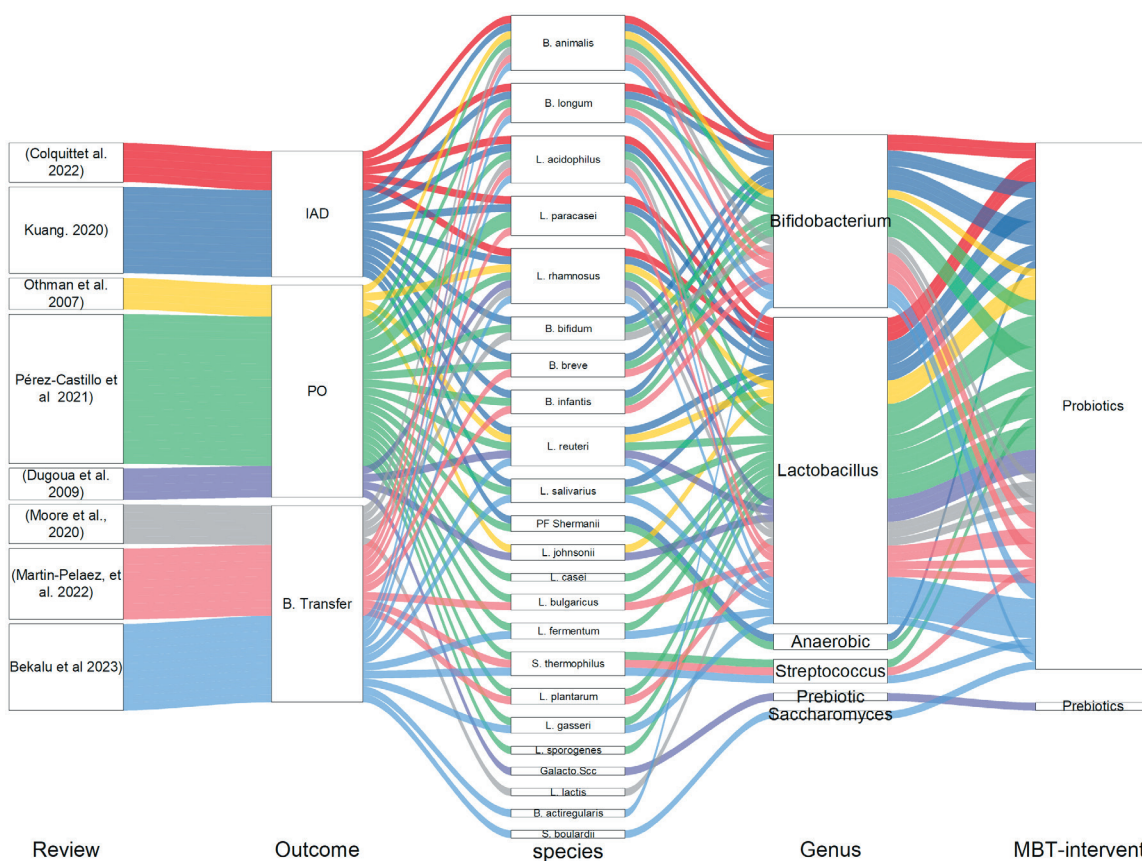 (Colquittet al.
2022)
Kuang. 2020)
Othman et al.
2007)
Pérez-Castillo et
al 2021)
(Dugoua et al.
2009)
(Moore et al.,
2020)
(Martin-Pelaez, et
al. 2022)
Bekalu et al 2023)
IAD
PO
B. Transfer
B. animalis
B. longum
L. acidophilus
L. paracasei
L. rhamnosus
B. bifidum
B. breve
B. infantis
L. reuteri
L. salivarius
PF Shermanii
L. johnsonii
L. casei
L. bulgaricus
L. fermentum
S. thermophilus
L. plantarum
L. gasseri
L. sporogenes
Galacto.Scc
L. lactis
B. actiregularis
S. boulardii
Bifidobacterium
Lactobacillus
Anaerobic
Streptococcus
Prebiotic
Saccharomyces
Probiotics
Prebiotics
Review
Outcome
species
Genus
MBT-intervent